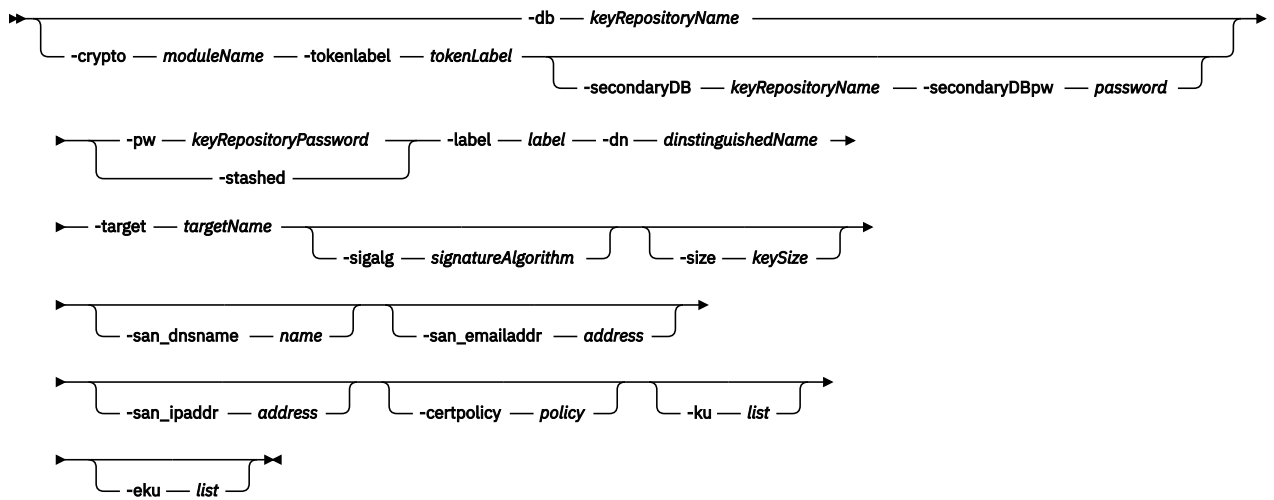 -db keyRepositoryName
-crypto moduleName -tokenlabel tokenLabel
-secondaryDB keyRepositoryName -secondaryDBpw password
-pw keyRepositoryPassword -label label -dn dinstinguishedName
-stashed
-target targetName
-sigalg signatureAlgorithm -size keySize
-san_dnsname name -san_emailaddr address
-san_ipaddr address -certpolicy policy -ku list
-eku list